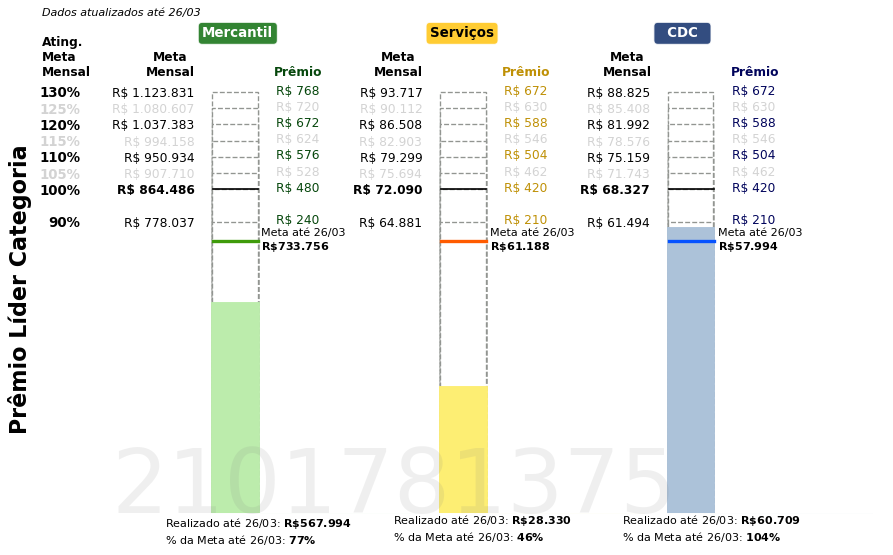 Dados atualizados até 26/03
Mercantil
Serviços
CDC
Ating. Meta Mensal
Meta Mensal
Prêmio
Meta Mensal
Prêmio
Meta Mensal
Prêmio
130% R$ 1.123.831 R$ 768 R$ 93.717 R$ 672 R$ 88.825 R$ 672
125% R$ 1.080.607 R$ 720 R$ 90.112 R$ 630 R$ 85.408 R$ 630
120% R$ 1.037.383 R$ 672 R$ 86.508 R$ 588 R$ 81.992 R$ 588
115% R$ 994.158 R$ 624 R$ 82.903 R$ 546 R$ 78.576 R$ 546
110% R$ 950.934 R$ 576 R$ 79.299 R$ 504 R$ 75.159 R$ 504
105% R$ 907.710 R$ 528 R$ 75.694 R$ 462 R$ 71.743 R$ 462
100% R$ 864.486 R$ 480 R$ 72.090 R$ 420 R$ 68.327 R$ 420
90% R$ 778.037 R$ 240 R$ 64.881 R$ 210 R$ 61.494 R$ 210
Meta até 26/03
R$733.756
Meta até 26/03
R$61.188
Meta até 26/03
R$57.994
Prêmio Líder Categoria
2101781375
Realizado até 26/03: R$567.994
% da Meta até 26/03: 77%
Realizado até 26/03: R$28.330
% da Meta até 26/03: 46%
Realizado até 26/03: R$60.709
% da Meta até 26/03: 104%